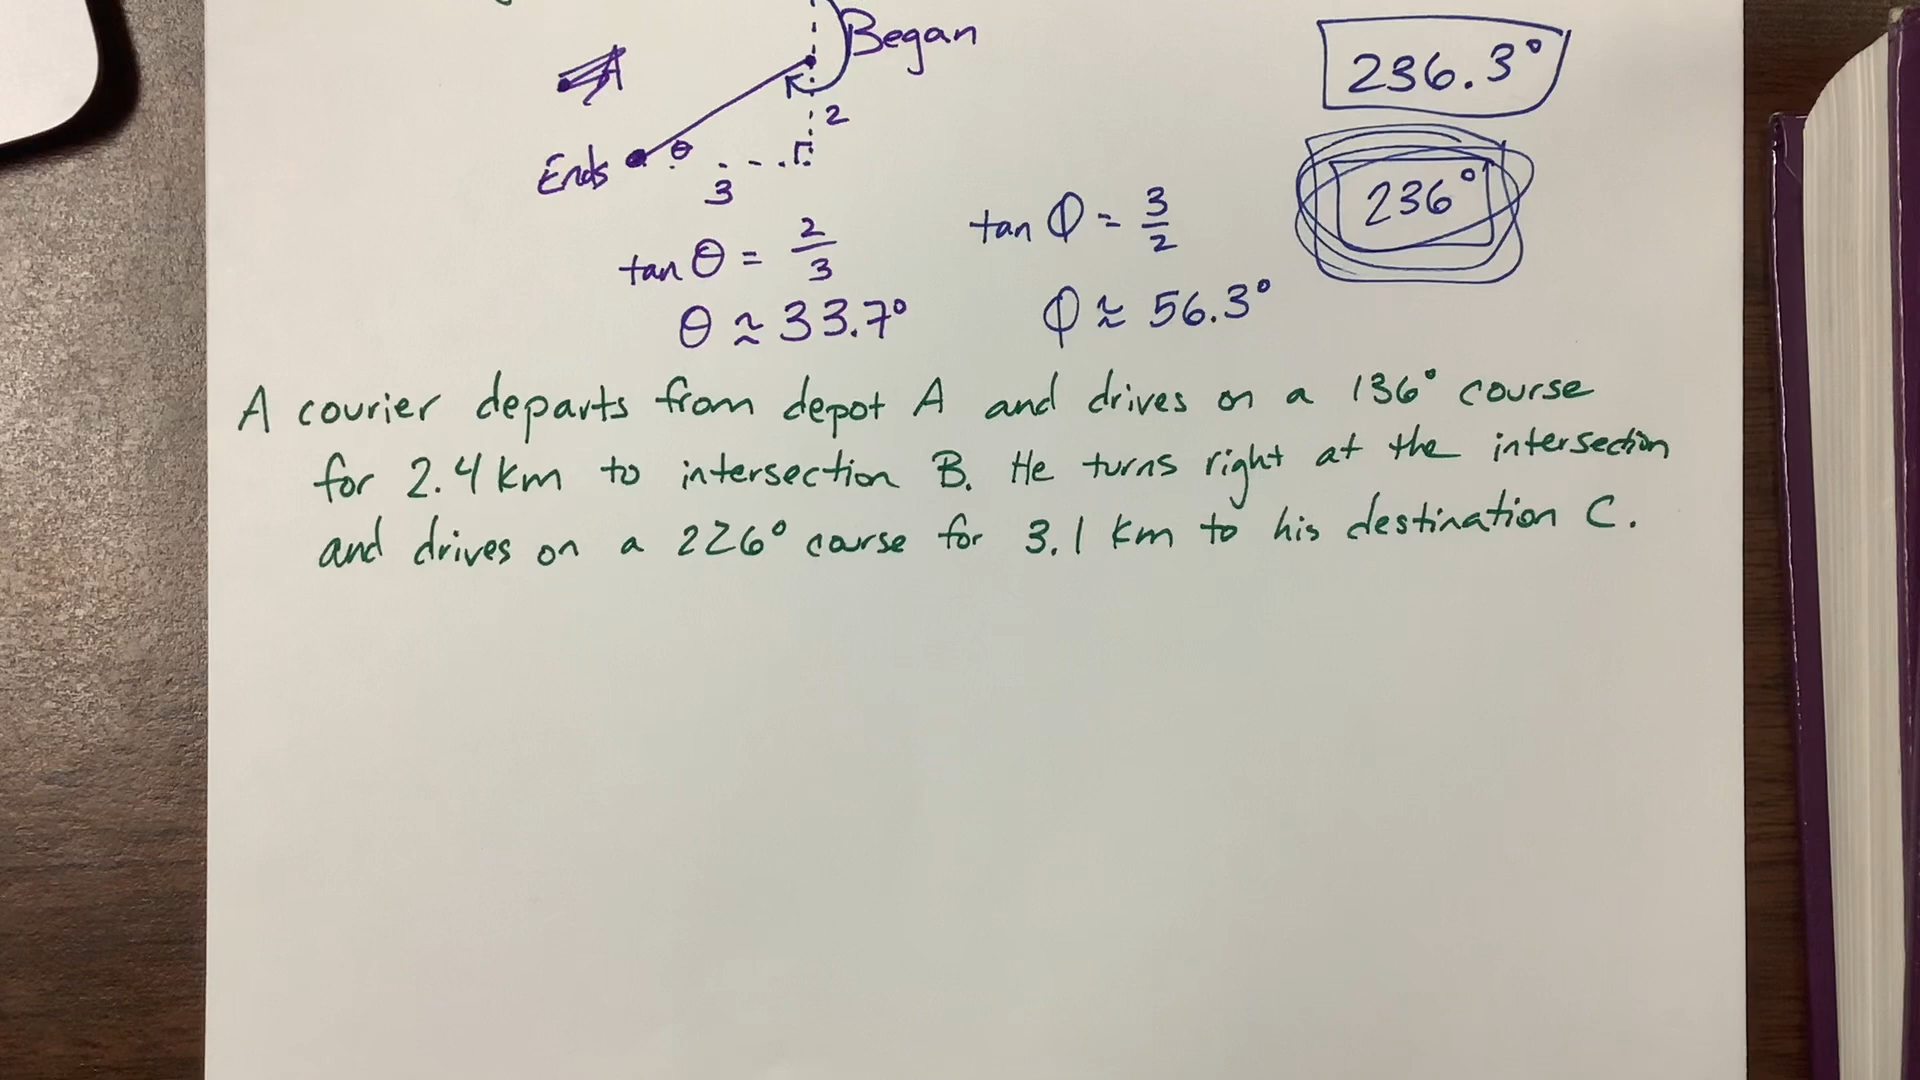 Began
236.3°
2
Ends θ
3
236°
tan θ = 2/3
tan Φ = 3/2
θ ≈ 33.7°
Φ ≈ 56.3°
A courier departs from depot A and drives on a 136° course
for 2.4 km to intersection B. He turns right at the intersection
and drives on a 226° course for 3.1 km to his destination C.